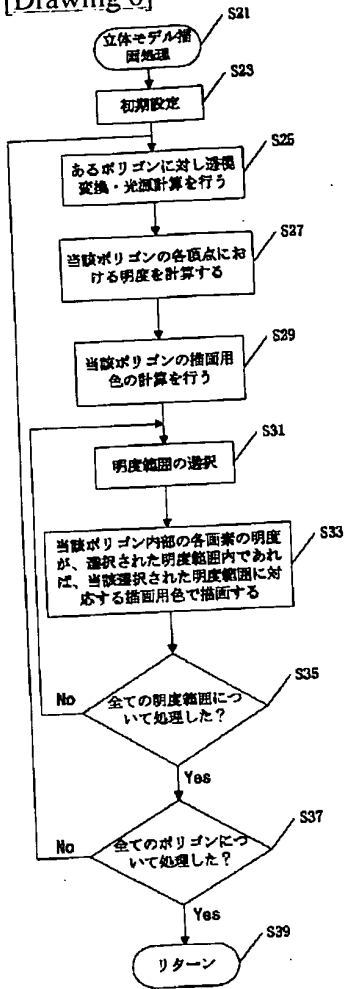 [Drawing 6]
S21
立体モデル描
画処理
S23
初期設定
S25
あるポリゴンに対し透視
変換・光源計算を行う
S27
当該ポリゴンの各頂点にお
ける明度を計算する
S29
当該ポリゴンの描画用
色の計算を行う
S31
明度範囲の選択
S33
当該ポリゴン内部の各画素の明度
が、選択された明度範囲内であれ
ば、当該選択された明度範囲に対
応する描画用色で描画する
S35
No
全ての明度範囲につ
いて処理した？
Yes
S37
No
全てのポリゴンにつ
いて処理した？
Yes
S39
リターン